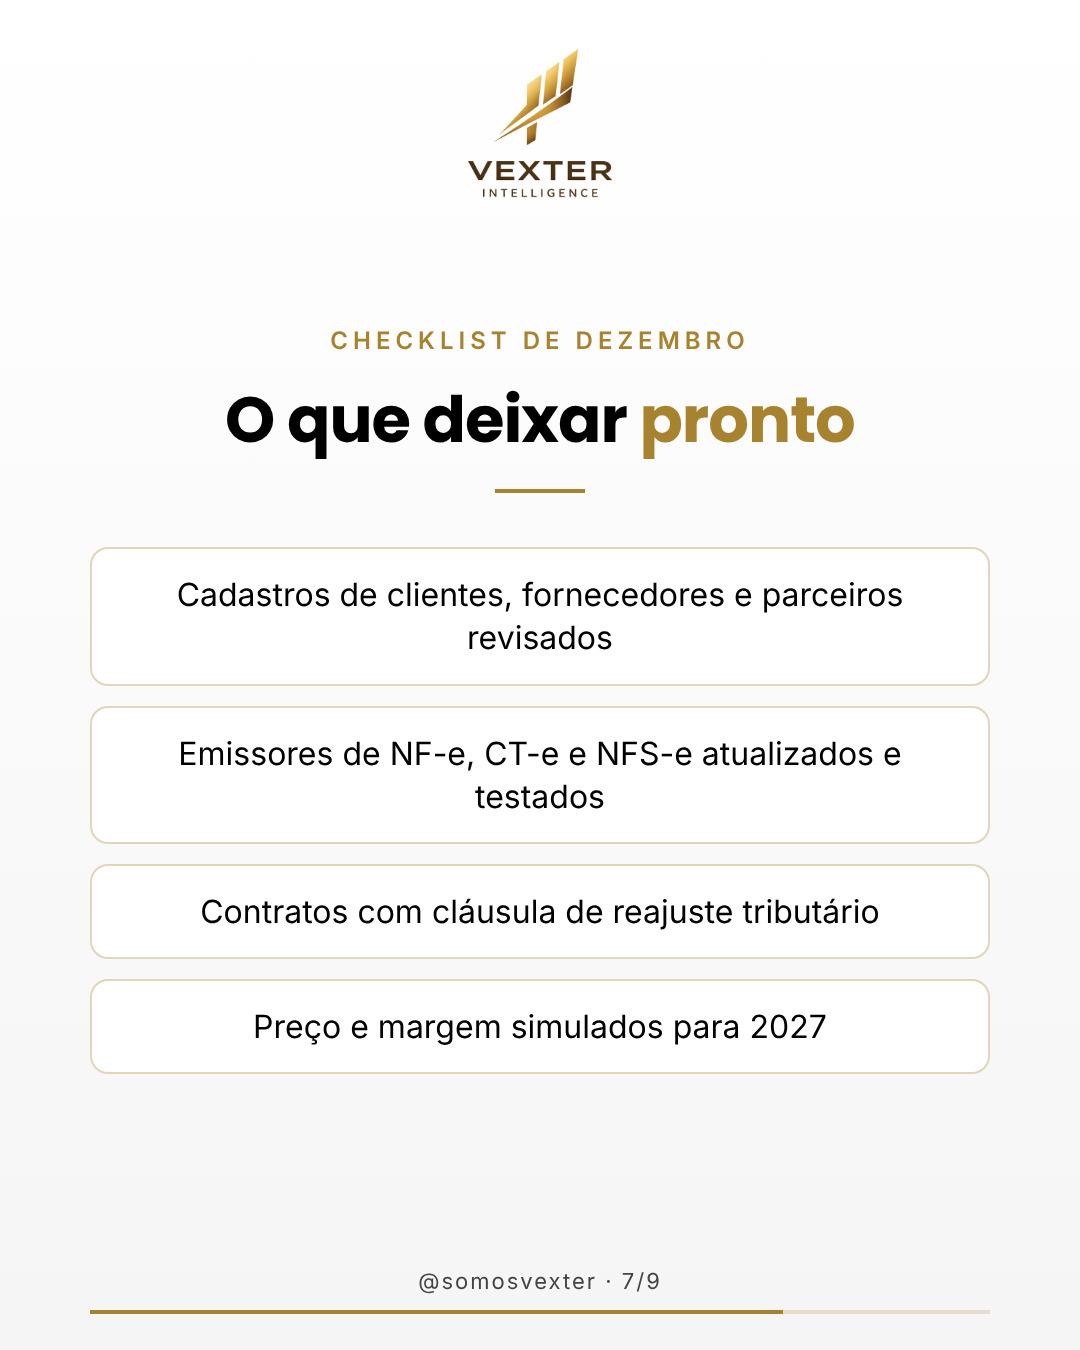 VEXTER
INTELLIGENCE
CHECKLIST DE DEZEMBRO
O que deixar pronto
Cadastros de clientes, fornecedores e parceiros
revisados
Emissores de NF-e, CT-e e NFS-e atualizados e
testados
Contratos com cláusula de reajuste tributário
Preço e margem simulados para 2027
@somosvexter · 7/9